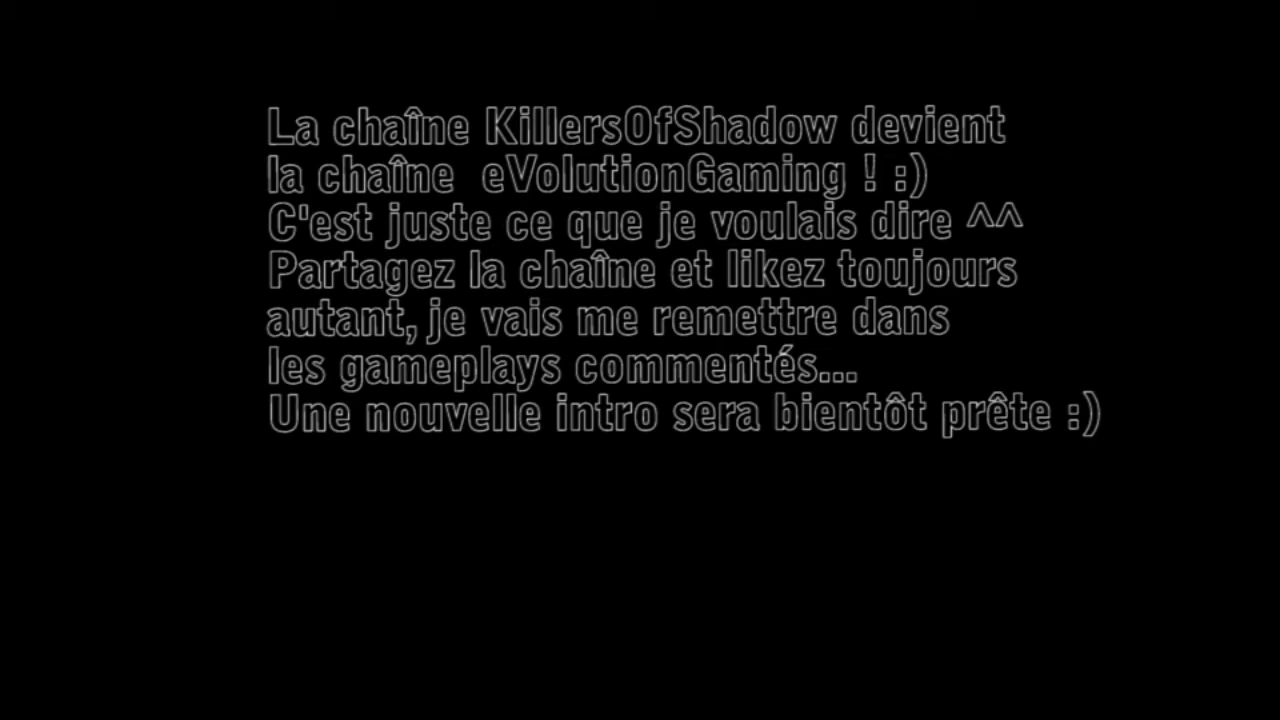 La chaîne KillersOfShadow devient
la chaîne eVolutionGaming ! :)
C'est juste ce que je voulais dire ^^
Partagez la chaîne et likez toujours
autant, je vais me remettre dans
les gameplays commentés...
Une nouvelle intro sera bientôt prête :)